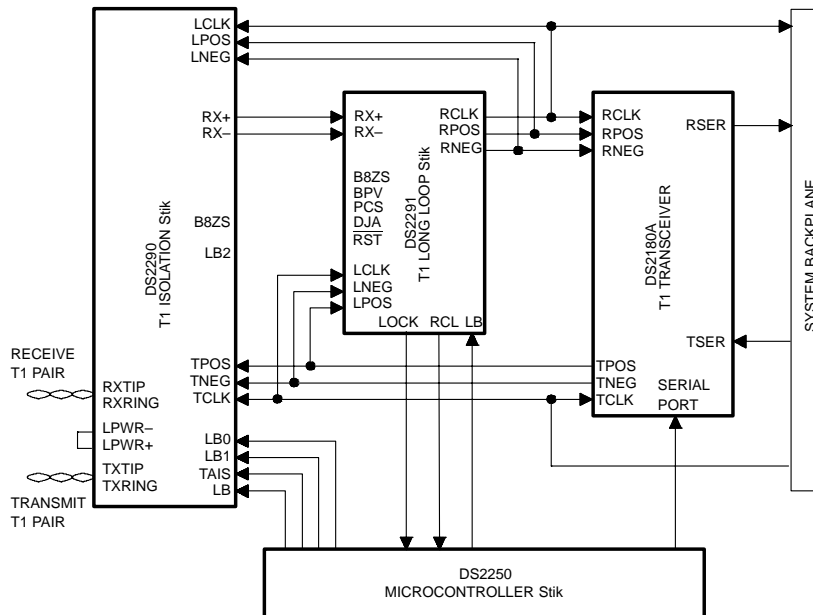 LCLK
LPOS
LNEG
RX+
RX–
B8ZS
LB2
DS2290
T1 ISOLATION Stik
TPOS
TNEG
TCLK
RXTIP
RXRING
LPWR–
LPWR+
TXTIP
TXRING
LB0
LB1
TAIS
LB
RECEIVE
T1 PAIR
TRANSMIT
T1 PAIR
RX+
RX–
B8ZS
BPV
PCS
DJA
RST
LCLK
LNEG
LPOS
DS2291
T1 LONG LOOP Stik
RCLK
RPOS
RNEG
LOCK RCL LB
RCLK
RPOS
RNEG
RSER
DS2180A
T1 TRANSCEIVER
TSER
TPOS
TNEG
TCLK
SERIAL
PORT
SYSTEM BACKPLANE
DS2250
MICROCONTROLLER Stik